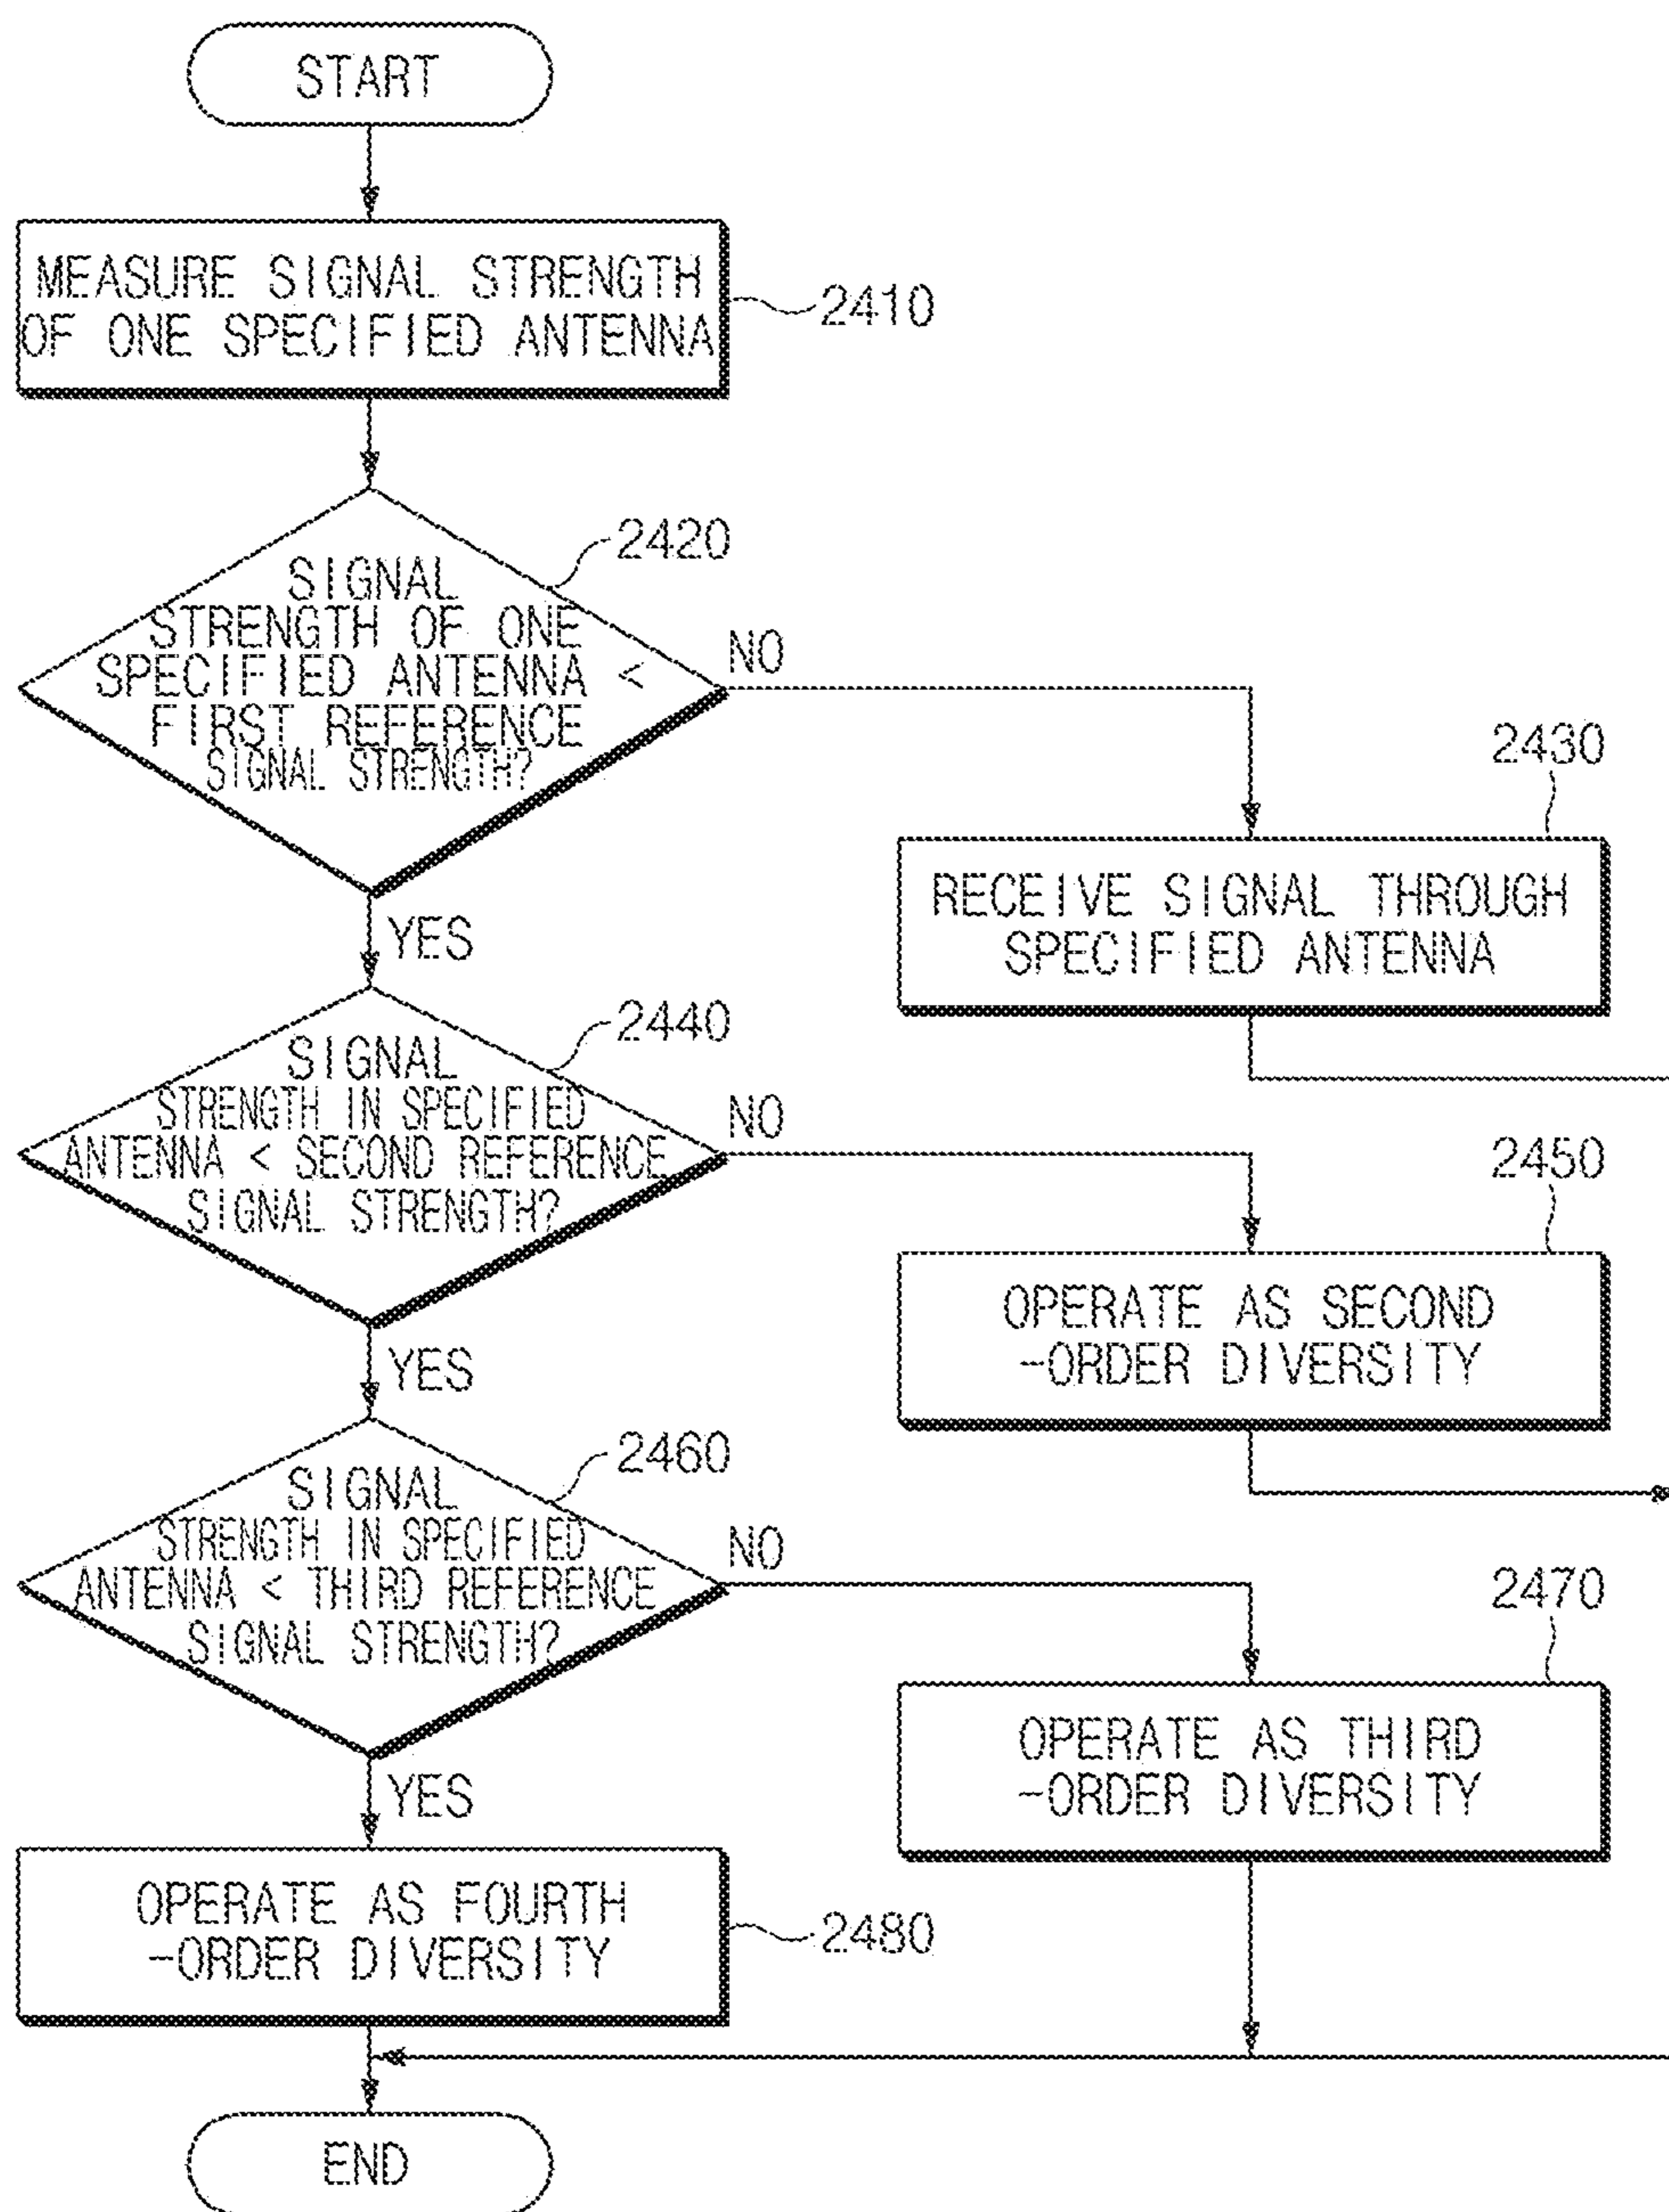 START
MEASURE SIGNAL STRENGTH
OF ONE SPECIFIED ANTENNA
2410
2420
SIGNAL
STRENGTH OF ONE
SPECIFIED ANTENNA <
FIRST REFERENCE
SIGNAL STRENGTH?
NO
YES
2430
RECEIVE SIGNAL THROUGH
SPECIFIED ANTENNA
2440
SIGNAL
STRENGTH IN SPECIFIED
ANTENNA < SECOND REFERENCE
SIGNAL STRENGTH?
NO
YES
2450
OPERATE AS SECOND
-ORDER DIVERSITY
2460
SIGNAL
STRENGTH IN SPECIFIED
ANTENNA < THIRD REFERENCE
SIGNAL STRENGTH?
NO
YES
2470
OPERATE AS THIRD
-ORDER DIVERSITY
OPERATE AS FOURTH
-ORDER DIVERSITY
2480
END